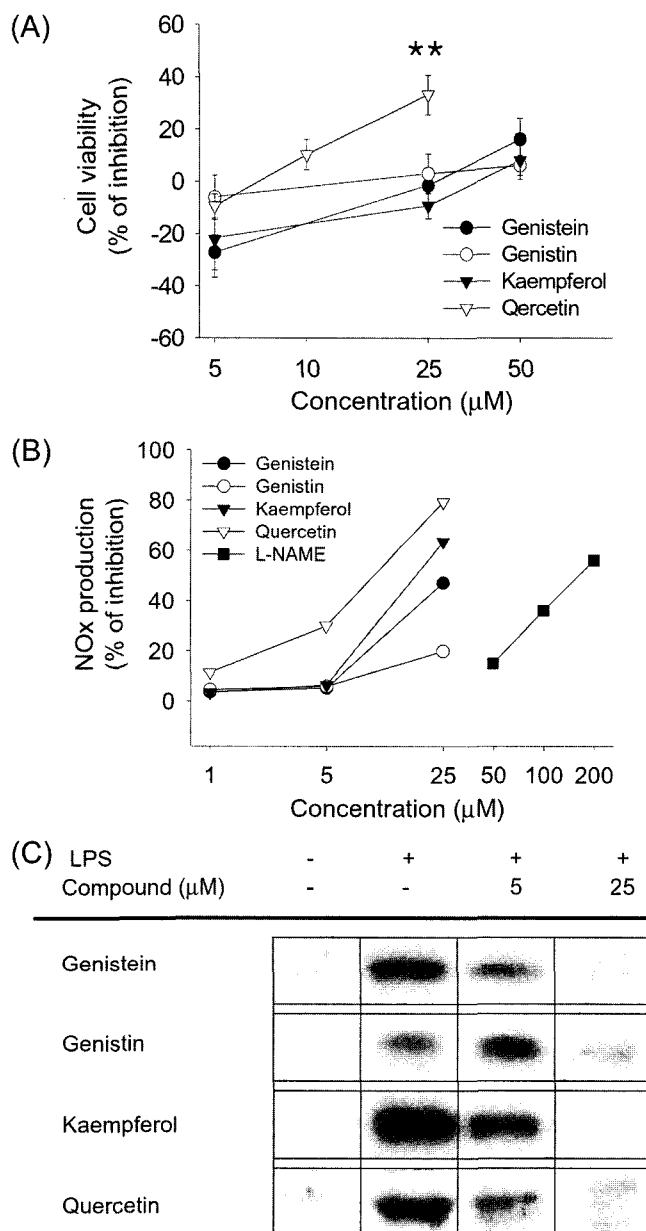 (A)
60
40
20
0
-20
-40
-60
Cell viability
(% of inhibition)
**
Genistein
Genistin
Kaempferol
Qercetin
5 10 25 50
Concentration (μM)
(B)
100
80
60
40
20
0
NOx production
(% of inhibition)
Genistein
Genistin
Kaempferol
Quercetin
L-NAME
1 5 25 50 100 200
Concentration (μM)
(C) LPS - + + +
Compound (μM) - - 5 25
Genistein
Genistin
Kaempferol
Quercetin